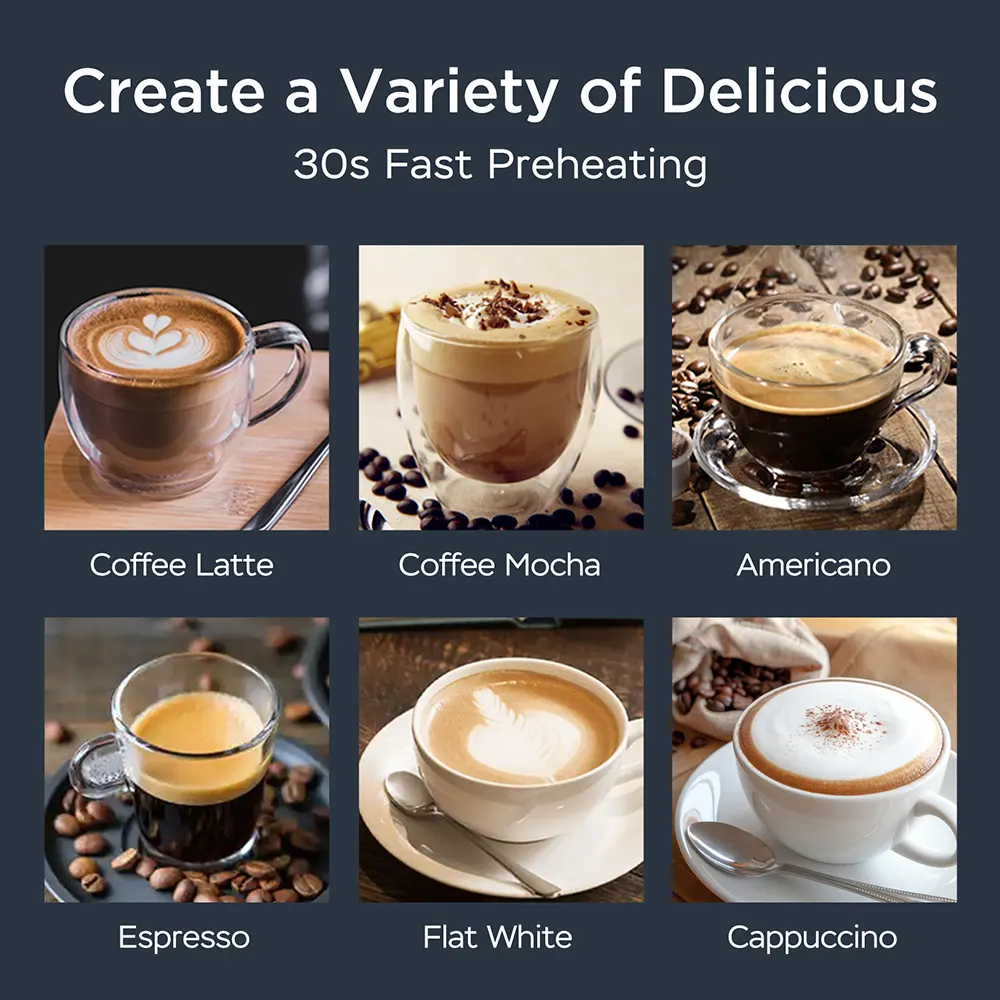 Create a Variety of Delicious
30s Fast Preheating
Coffee Latte
Coffee Mocha
Americano
Espresso
Flat White
Cappuccino